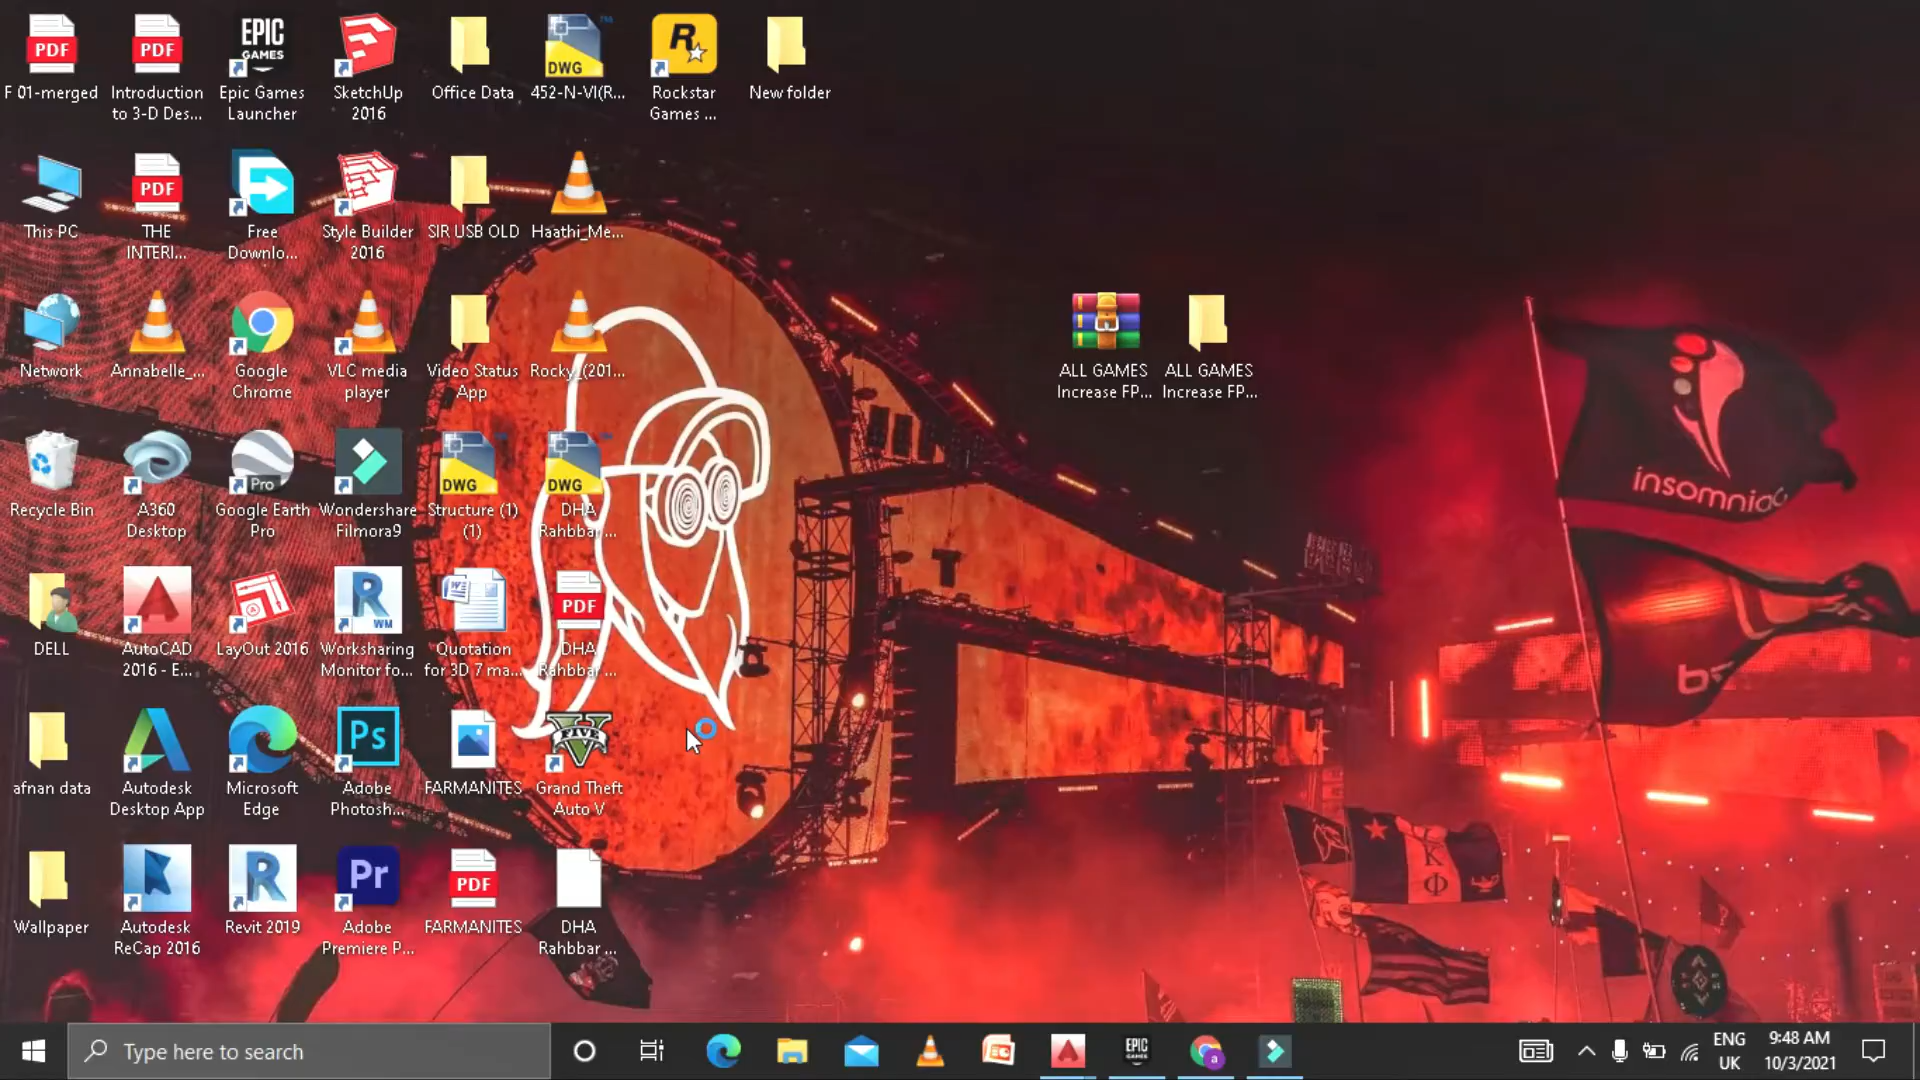 F 01-merged
Introduction
to 3-D Des...
Epic Games
Launcher
SketchUp
2016
Office Data
452-N-VI(R...
Rockstar
Games ...
New folder
This PC
THE
INTERI...
Free
Downlo...
Style Builder
2016
SIR USB OLD
Haathi_Me...
Network
Annabelle_...
Google
Chrome
VLC media
player
Video Status
App
Rocky_(201...
ALL GAMES
Increase FP...
ALL GAMES
Increase FP...
Recycle Bin
A360
Desktop
Google Earth
Pro
Wondershare
Filmora9
Structure (1)
(1)
DHA
Rahbbar ...
DELL
AutoCAD
2016 - E...
LayOut 2016
Worksharing
Monitor fo...
Quotation
for 3D 7 ma...
DHA
Rahbbar ...
afnan data
Autodesk
Desktop App
Microsoft
Edge
Adobe
Photosh...
FARMANITES
Grand Theft
Auto V
Wallpaper
Autodesk
ReCap 2016
Revit 2019
Adobe
Premiere P...
FARMANITES
DHA
Rahbbar ...
PDF
PDF
EPIC
GAMES
DWG
R
PDF
Pro
DWG
DWG
R
WM
PDF
Ps
FIVE
V
R
Pr
PDF
insomniac
K
Φ
Type here to search
EPIC
GAMES
a
ENG
UK
9:48 AM
10/3/2021